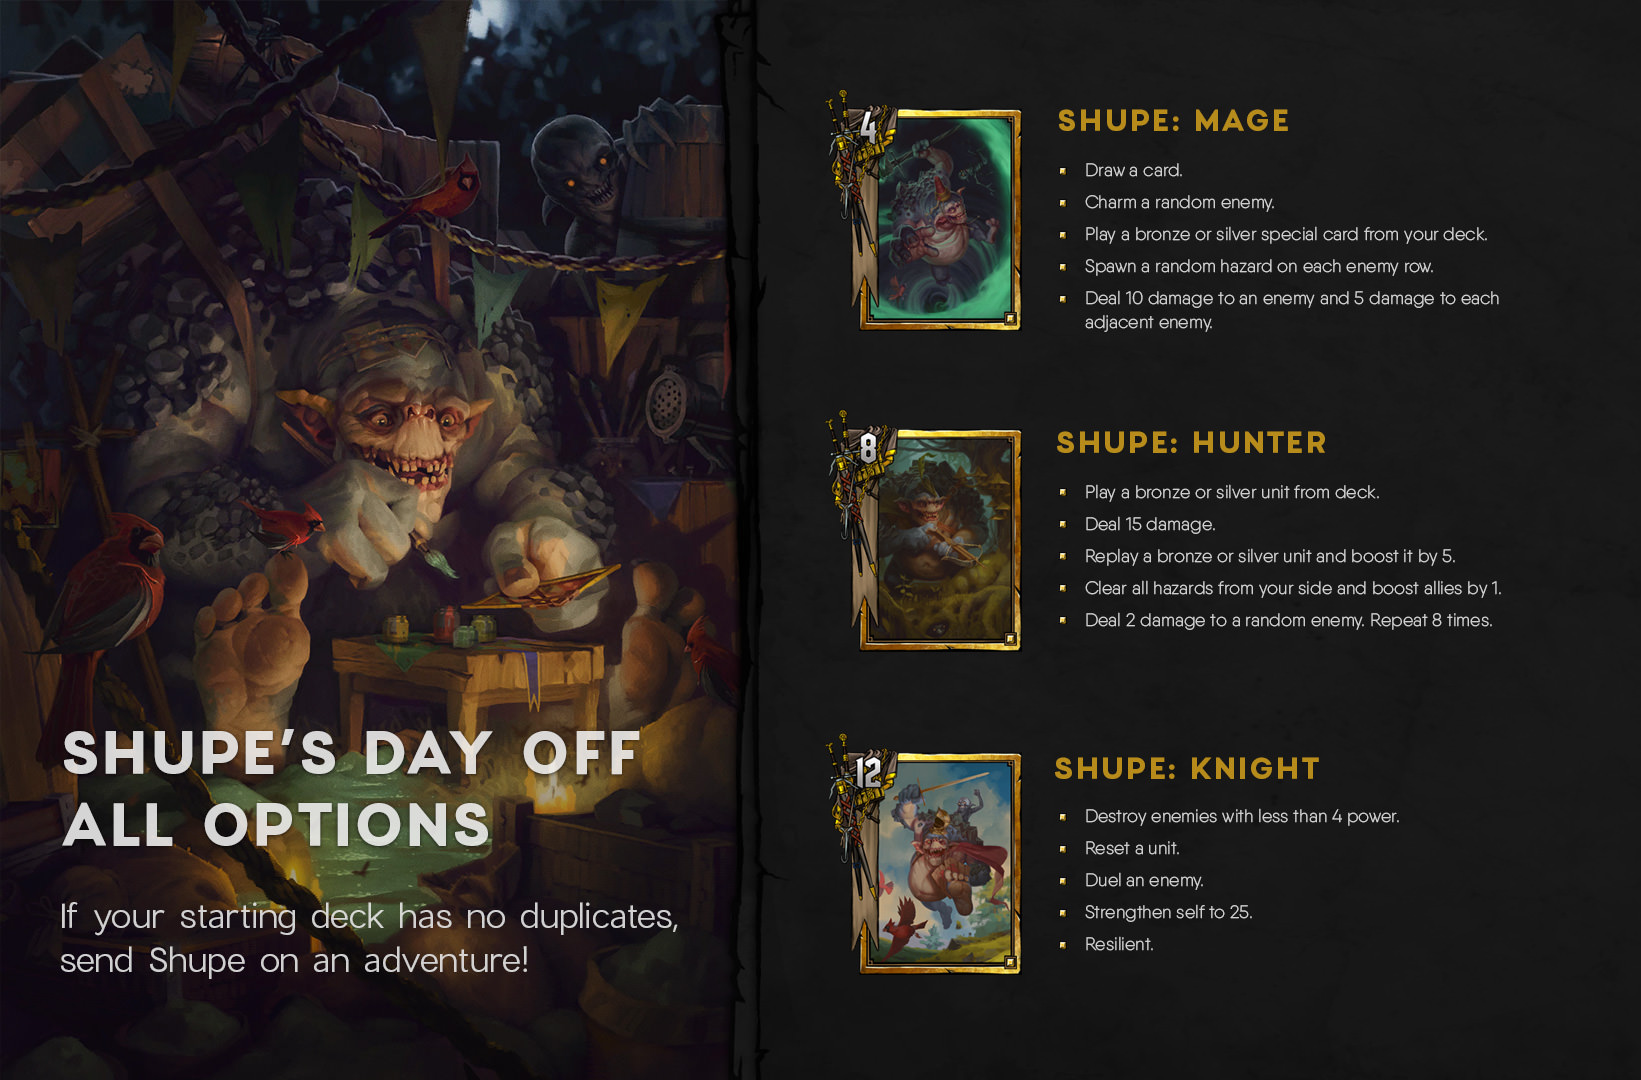 SHUPE'S DAY OFF
ALL OPTIONS
If your starting deck has no duplicates,
send Shupe on an adventure!
4
SHUPE: MAGE
Draw a card.
Charm a random enemy.
Play a bronze or silver special card from your deck.
Spawn a random hazard on each enemy row.
Deal 10 damage to an enemy and 5 damage to each
adjacent enemy.
8
SHUPE: HUNTER
Play a bronze or silver unit from deck.
Deal 15 damage.
Replay a bronze or silver unit and boost it by 5.
Clear all hazards from your side and boost allies by 1.
Deal 2 damage to a random enemy. Repeat 8 times.
12
SHUPE: KNIGHT
Destroy enemies with less than 4 power.
Reset a unit.
Duel an enemy.
Strengthen self to 25.
Resilient.